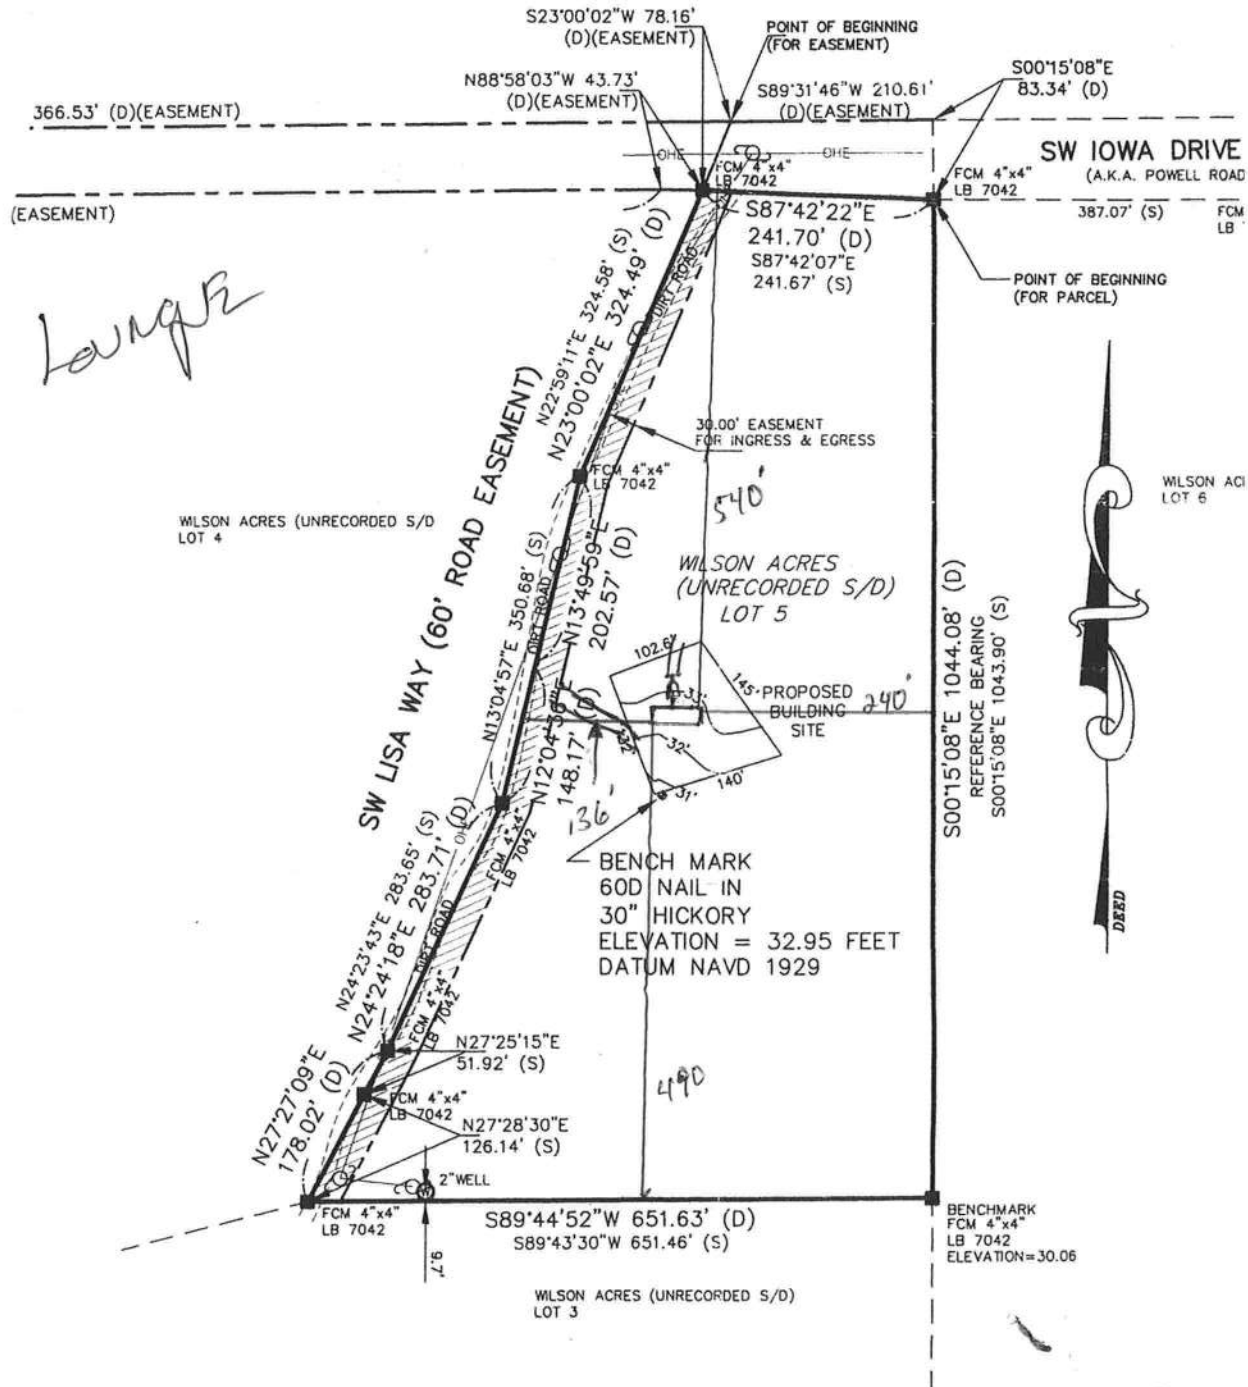 S23°00'02"W 78.16'
(D)(EASEMENT)
POINT OF BEGINNING
(FOR EASEMENT)
N88°58'03"W 43.73'
(D)(EASEMENT)
S89°31'46"W 210.61'
(D)(EASEMENT)
S00°15'08"E
83.34' (D)
366.53' (D)(EASEMENT)
OHE
OHE
SW IOWA DRIVE
(A.K.A. POWELL ROAD
FCM 4"x4"
LB 7042
FCM 4"x4"
LB 7042
(EASEMENT)
387.07' (S)
FCM
LB
S87°42'22"E
241.70' (D)
S87°42'07"E
241.67' (S)
POINT OF BEGINNING
(FOR PARCEL)
N22°59'11"E 324.58' (S)
N23°00'02"E 324.49' (D)
DIRT ROAD
SW LISA WAY (60' ROAD EASEMENT)
30.00' EASEMENT
FOR INGRESS & EGRESS
FCM 4"x4"
LB 7042
540'
WILSON ACRES (UNRECORDED S/D
LOT 4
WILSON ACRES
(UNRECORDED S/D)
LOT 5
WILSON AC
LOT 6
N13°04'57"E 350.68' (S)
DIRT ROAD
N13°49'59"E
202.57' (D)
N12°04'36"E
148.17' (D)
102.6'
145'
33'
32'
32'
31'
140'
PROPOSED
BUILDING
SITE
240'
S00°15'08"E 1044.08' (D)
REFERENCE BEARING
S00°15'08"E 1043.90' (S)
136'
FCM 4"x4"
LB 7042
BENCH MARK
60D NAIL IN
30" HICKORY
ELEVATION = 32.95 FEET
DATUM NAVD 1929
DEED
N24°23'43"E 283.65' (S)
N24°24'18"E 283.71' (D)
OHE
DIRT ROAD
FCM 4"x4"
LB 7042
N27°25'15"E
51.92' (S)
490
N27°27'09"E
178.02' (D)
FCM 4"x4"
LB 7042
N27°28'30"E
126.14' (S)
2"WELL
FCM 4"x4"
LB 7042
9.7'
S89°44'52"W 651.63' (D)
S89°43'30"W 651.46' (S)
BENCHMARK
FCM 4"x4"
LB 7042
ELEVATION=30.06
WILSON ACRES (UNRECORDED S/D)
LOT 3